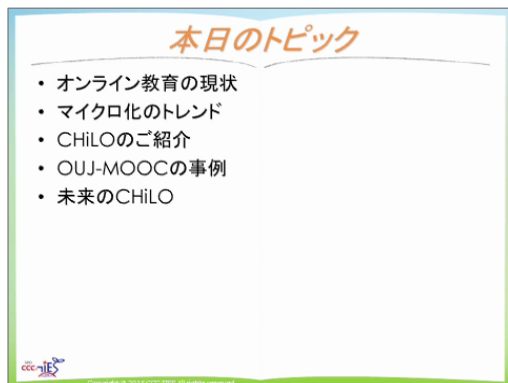 本日のトピック
• オンライン教育の現状
• マイクロ化のトレンド
• CHiLOのご紹介
• OUJ-MOOCの事例
• 未来のCHiLO